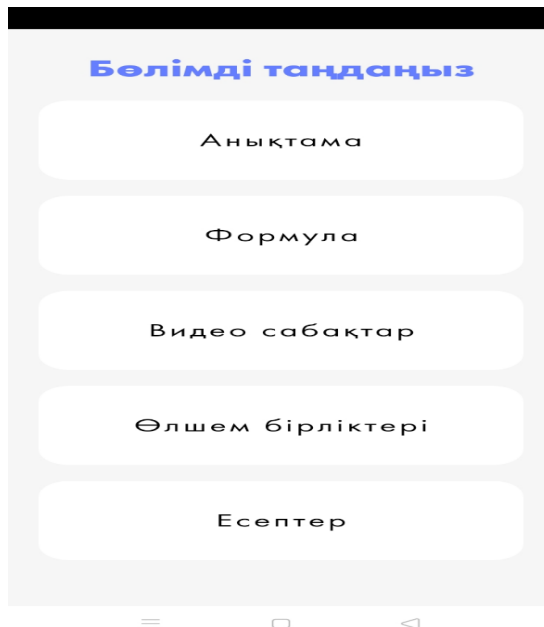 Бөлімді таңдаңыз
Анықтама
Формула
Видео сабақтар
Өлшем бірліктері
Есептер